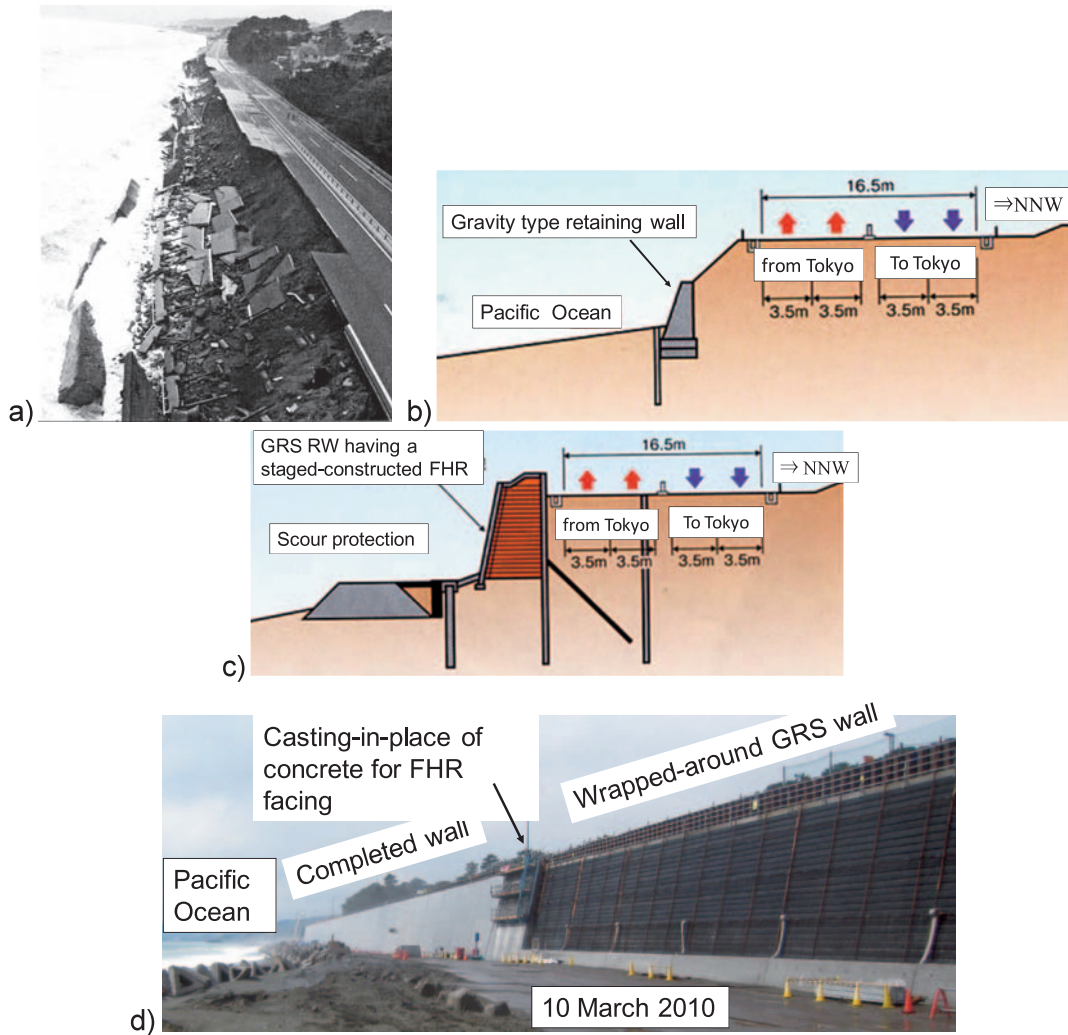 a)
b)
Gravity type retaining wall
Pacific Ocean
16.5m
⇒NNW
from Tokyo
To Tokyo
3.5m 3.5m
3.5m 3.5m
c)
GRS RW having a
staged-constructed FHR
Scour protection
16.5m
⇒ NNW
from Tokyo
To Tokyo
3.5m 3.5m
3.5m 3.5m
d)
Casting-in-place of
concrete for FHR
facing
Wrapped-around GRS wall
Completed wall
Pacific
Ocean
10 March 2010